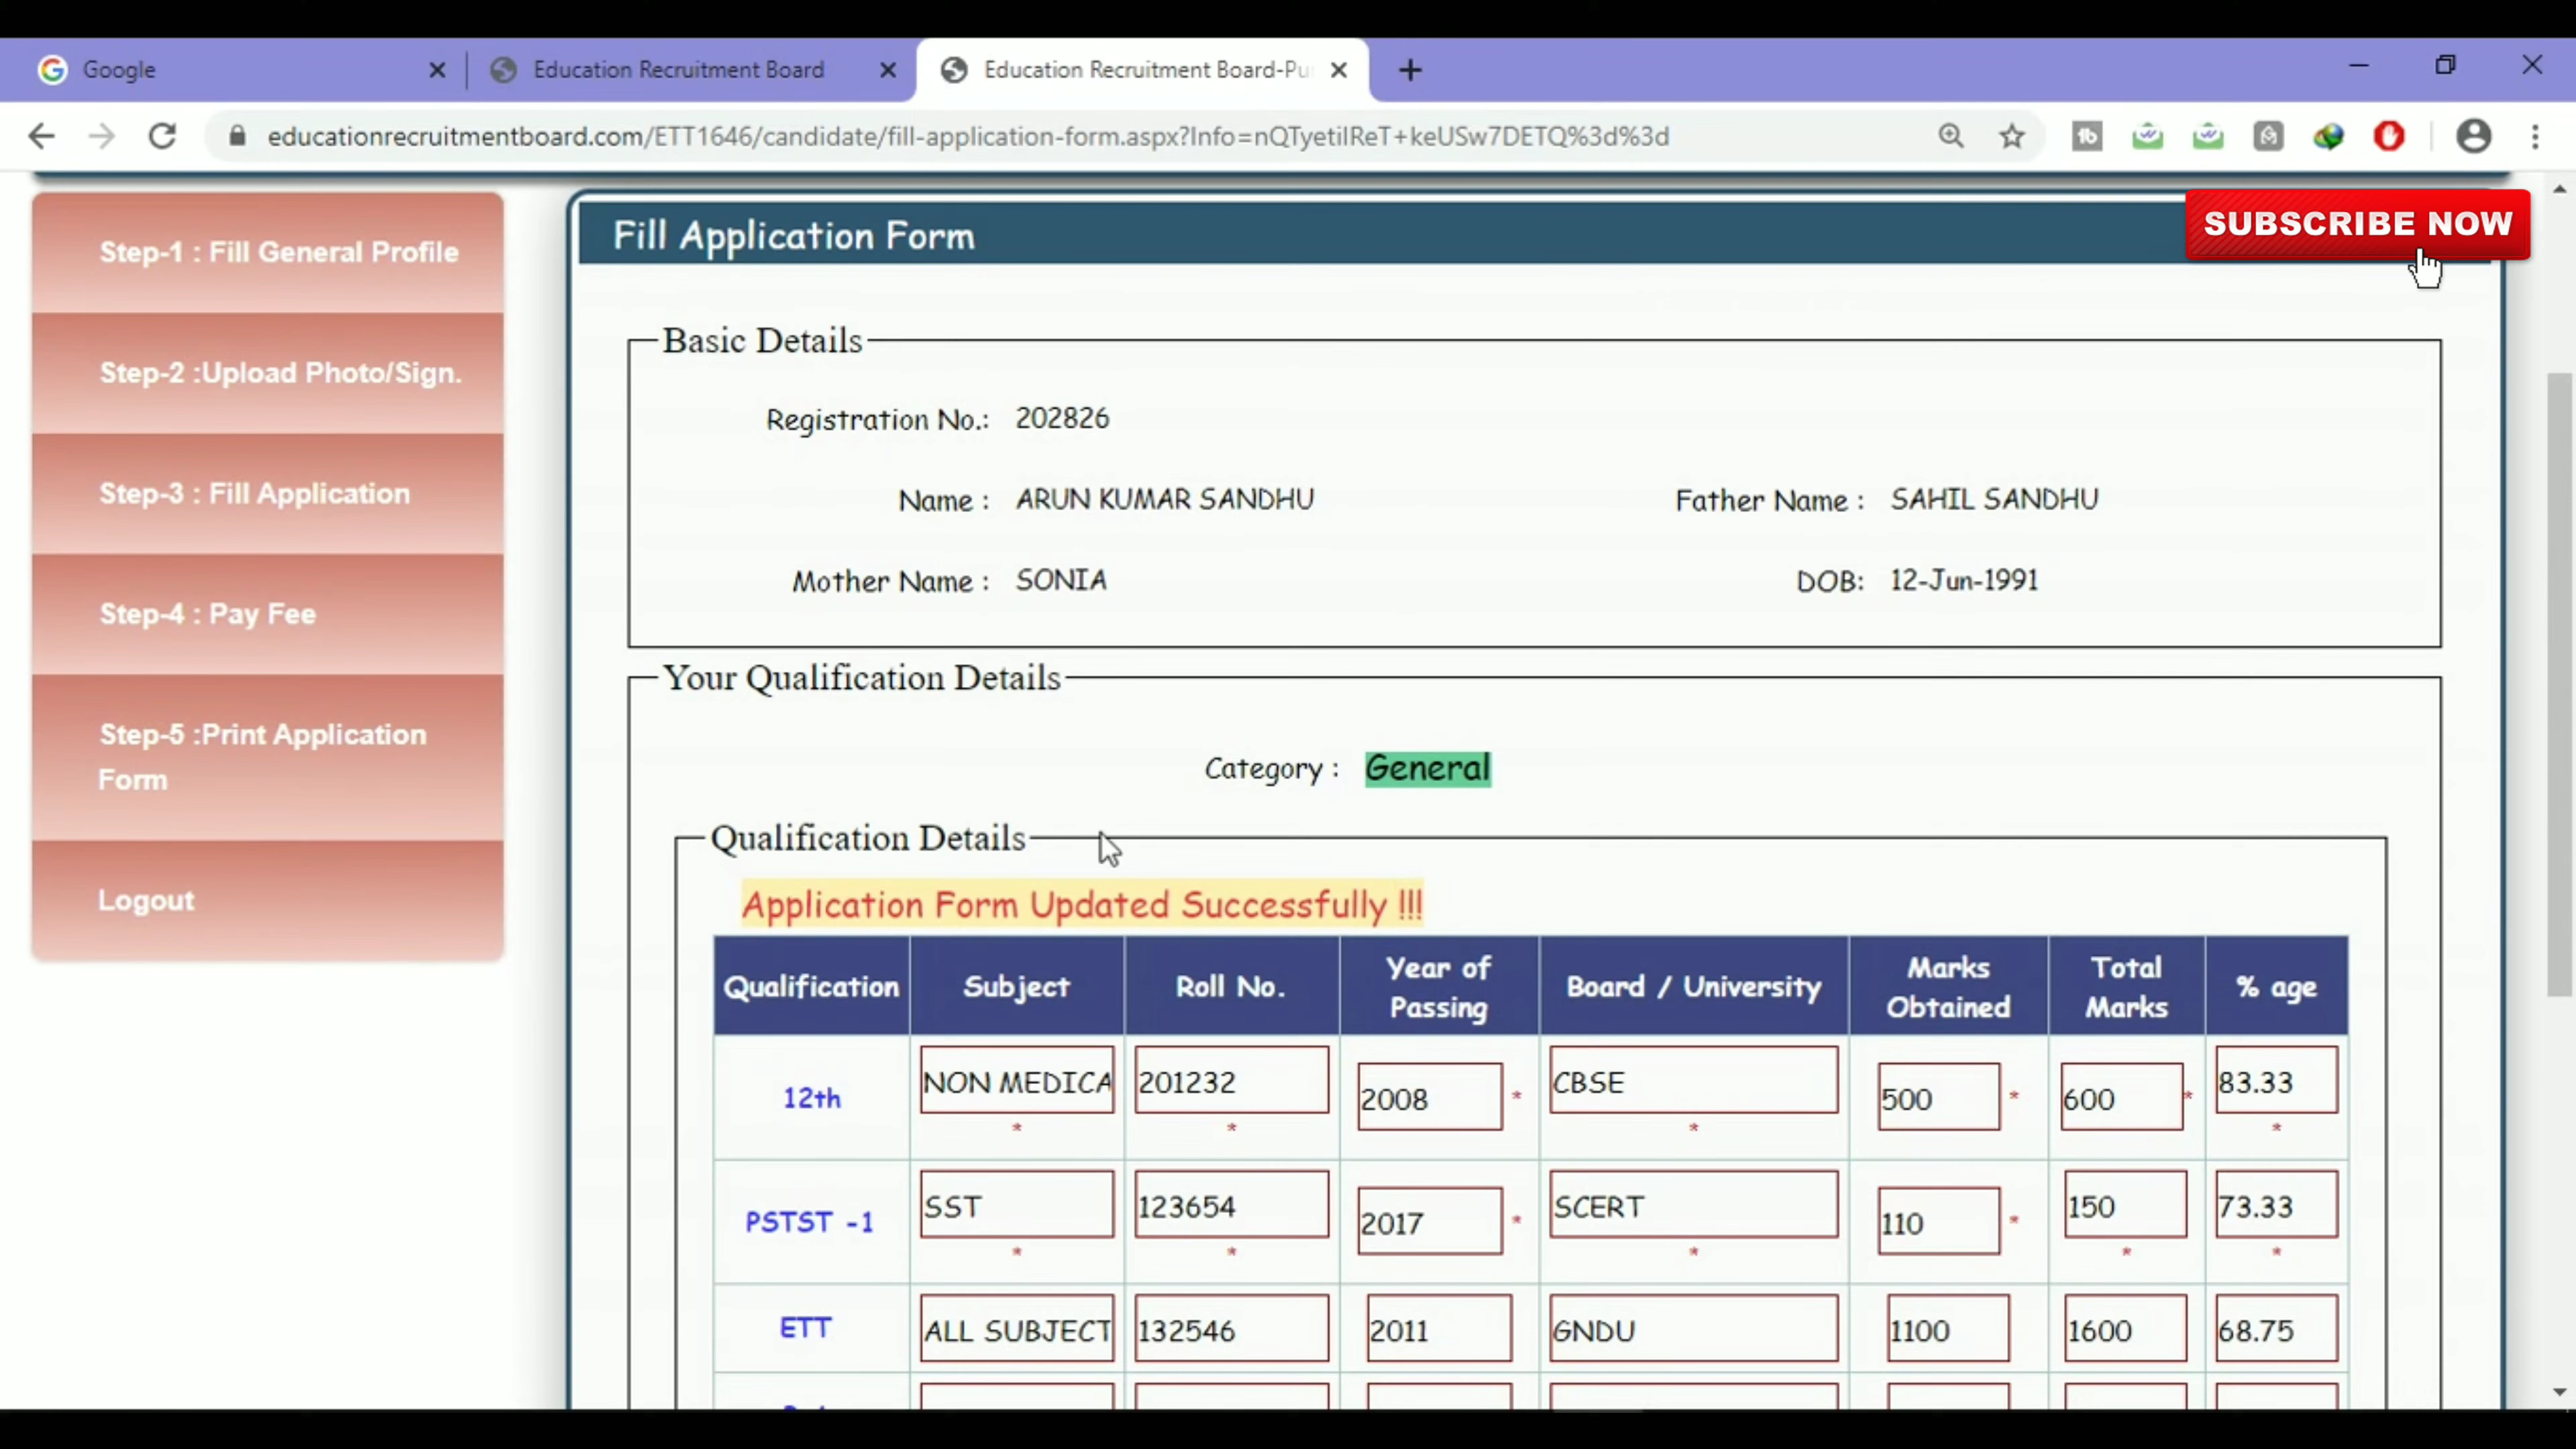 Google
Education Recruitment Board
Education Recruitment Board-Pu
educationrecruitmentboard.com/ETT1646/candidate/fill-application-form.aspx?Info=nQTyetilReT+keUSw7DETQ%3d%3d
SUBSCRIBE NOW
Step-1 : Fill General Profile
Step-2 :Upload Photo/Sign.
Step-3 : Fill Application
Step-4 : Pay Fee
Step-5 :Print Application
Form
Logout
Fill Application Form
Basic Details
Registration No.: 202826
Name : ARUN KUMAR SANDHU Father Name : SAHIL SANDHU
Mother Name : SONIA DOB: 12-Jun-1991
Your Qualification Details
Category : General
Qualification Details
Application Form Updated Successfully !!!
Qualification Subject Roll No. Year of Passing Board / University Marks Obtained Total Marks % age
12th NON MEDICA * 201232 * 2008 * CBSE * 500 * 600 * 83.33 *
PSTST -1 SST * 123654 * 2017 * SCERT * 110 * 150 * 73.33 *
ETT ALL SUBJECT 132546 2011 GNDU 1100 1600 68.75